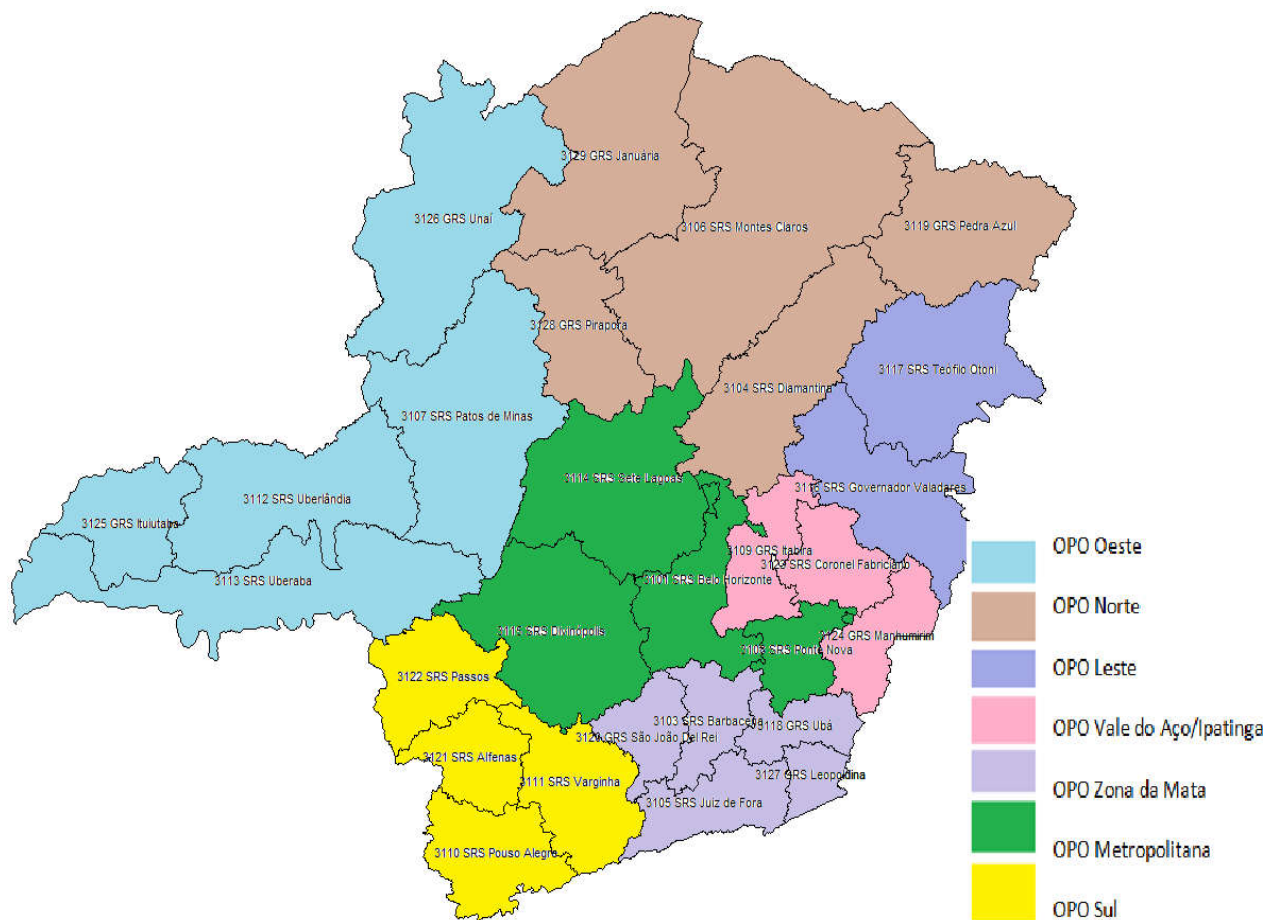 3129 GRS Januária
3126 GRS Unaí
3106 SRS Montes Claros
3119 GRS Pedra Azul
3128 GRS Pirapora
3117 SRS Teófilo Otoni
3104 SRS Diamantina
3107 SRS Patos de Minas
3114 SRS Sete Lagoas
3116 SRS Governador Valadares
3112 SRS Uberlândia
3125 GRS Ituiutaba
3109 GRS Itabira
3123 SRS Coronel Fabriciano
3101 SRS Belo Horizonte
3113 SRS Uberaba
3115 SRS Divinópolis
3124 GRS Manhumirim
3108 SRS Ponte Nova
3122 SRS Passos
3103 SRS Barbacena
3118 GRS Ubá
3120 GRS São João Del Rei
3121 SRS Alfenas
3127 GRS Leopoldina
3111 SRS Varginha
3105 SRS Juiz de Fora
3110 SRS Pouso Alegre
OPO Oeste
OPO Norte
OPO Leste
OPO Vale do Aço/Ipatinga
OPO Zona da Mata
OPO Metropolitana
OPO Sul